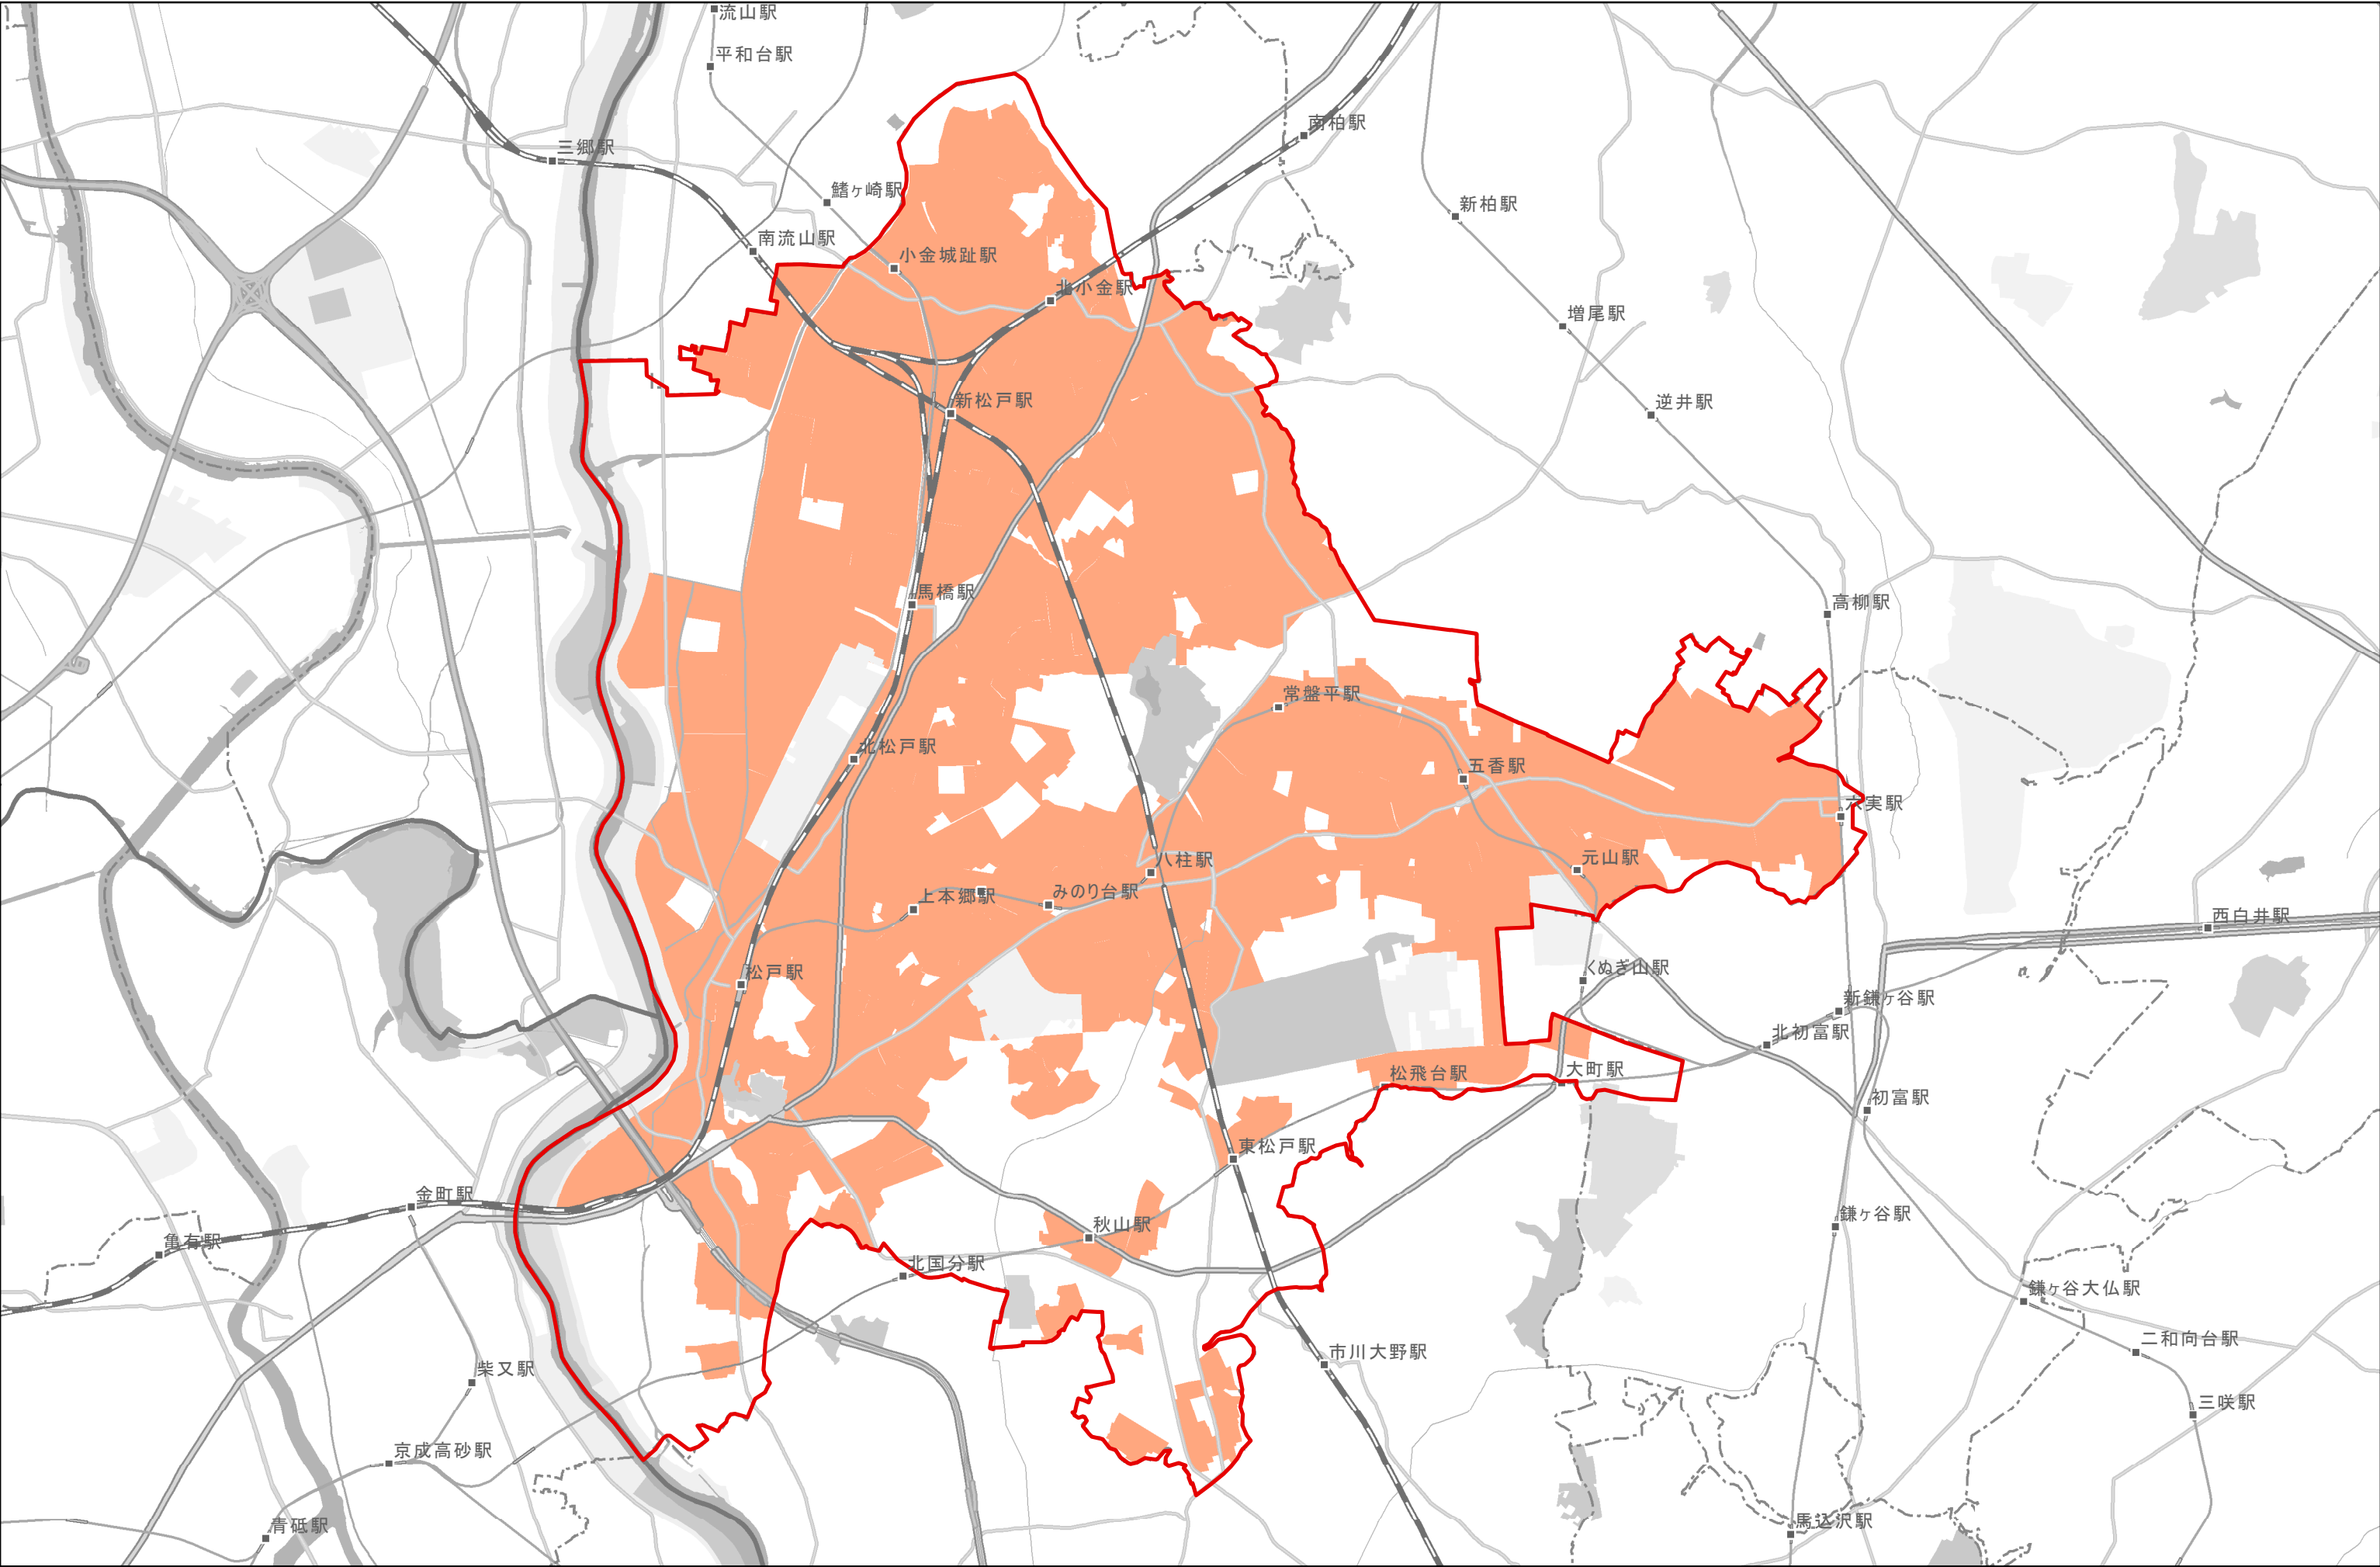 流山駅
平和台駅
南柏駅
三郷駅
鰭ヶ崎駅
新柏駅
南流山駅
小金城趾駅
北小金駅
増尾駅
新松戸駅
逆井駅
馬橋駅
高柳駅
常盤平駅
北松戸駅
五香駅
六実駅
八柱駅
元山駅
上本郷駅
みのり台駅
西白井駅
松戸駅
くぬぎ山駅
新鎌ヶ谷駅
北初富駅
松飛台駅
大町駅
初富駅
東松戸駅
金町駅
秋山駅
鎌ヶ谷駅
亀有駅
北国分駅
鎌ヶ谷大仏駅
二和向台駅
市川大野駅
柴又駅
三咲駅
京成高砂駅
青砥駅
馬込沢駅